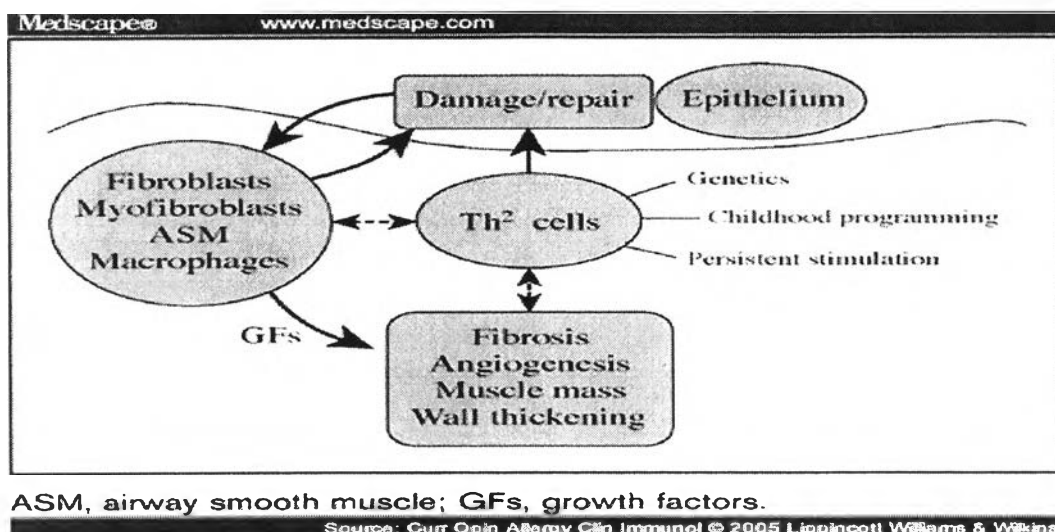 Medscape® www.medscape.com
Damage/repair
Epithelium
Fibroblasts
Myofibroblasts
ASM
Macrophages
Th² cells
Genetics
Childhood programming
Persistent stimulation
GFs
Fibrosis
Angiogenesis
Muscle mass
Wall thickening
ASM, airway smooth muscle; GFs, growth factors.
Source: Curr Opin Allergy Clin Immunol © 2005 Lippincott Williams & Wilkins